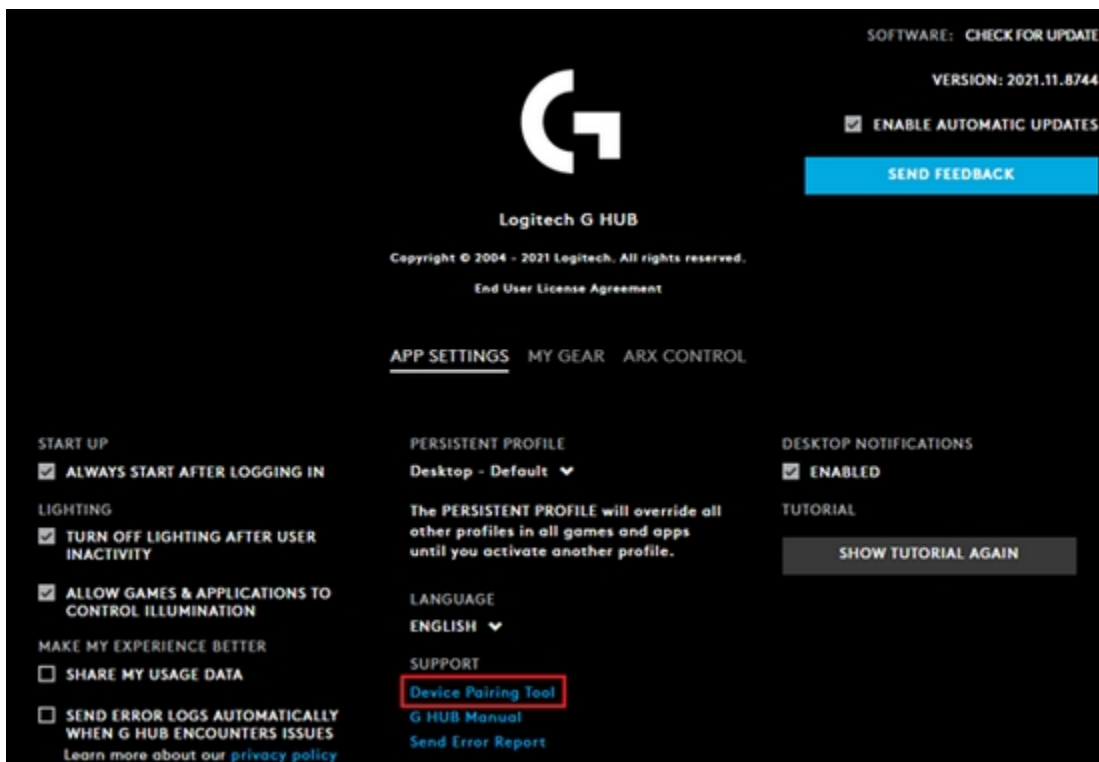 SOFTWARE: CHECK FOR UPDATE
VERSION: 2021.11.8744
ENABLE AUTOMATIC UPDATES
SEND FEEDBACK
Logitech G HUB
Copyright © 2004 - 2021 Logitech. All rights reserved.
End User License Agreement
APP SETTINGS MY GEAR ARX CONTROL
START UP
ALWAYS START AFTER LOGGING IN
LIGHTING
TURN OFF LIGHTING AFTER USER
INACTIVITY
ALLOW GAMES & APPLICATIONS TO
CONTROL ILLUMINATION
MAKE MY EXPERIENCE BETTER
SHARE MY USAGE DATA
SEND ERROR LOGS AUTOMATICALLY
WHEN G HUB ENCOUNTERS ISSUES
Learn more about our privacy policy
PERSISTENT PROFILE
Desktop - Default
The PERSISTENT PROFILE will override all
other profiles in all games and apps
until you activate another profile.
LANGUAGE
ENGLISH
SUPPORT
Device Pairing Tool
G HUB Manual
Send Error Report
DESKTOP NOTIFICATIONS
ENABLED
TUTORIAL
SHOW TUTORIAL AGAIN